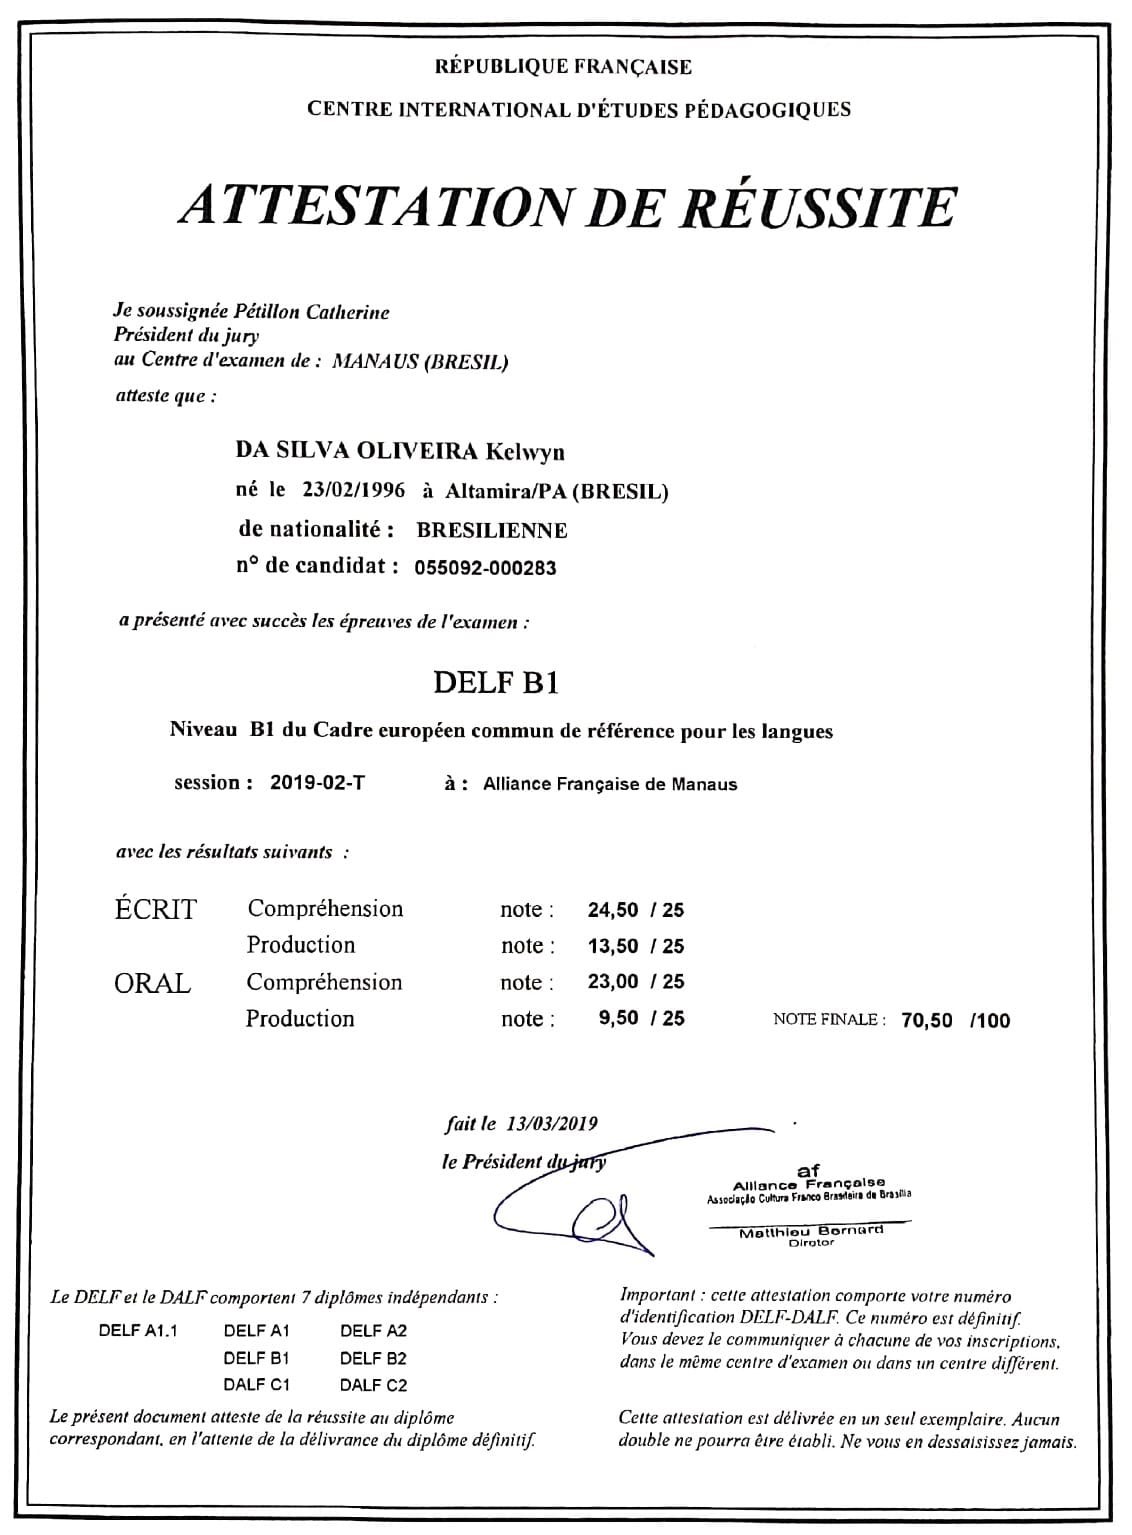 RÉPUBLIQUE FRANÇAISE
CENTRE INTERNATIONAL D'ÉTUDES PÉDAGOGIQUES
ATTESTATION DE RÉUSSITE
Je soussignée Pétillon Catherine
Président du jury
au Centre d'examen de : MANAUS (BRESIL)
atteste que :
DA SILVA OLIVEIRA Kelwyn
né le 23/02/1996 à Altamira/PA (BRESIL)
de nationalité : BRESILIENNE
n° de candidat : 055092-000283
a présenté avec succès les épreuves de l'examen :
DELF B1
Niveau B1 du Cadre européen commun de référence pour les langues
session : 2019-02-T à : Alliance Française de Manaus
avec les résultats suivants :
ÉCRIT Compréhension note : 24,50 / 25
Production note : 13,50 / 25
ORAL Compréhension note : 23,00 / 25
Production note : 9,50 / 25 NOTE FINALE : 70,50 /100
fait le 13/03/2019
le Président du jury
af
Alliance Française
Associação Cultura Franco Brasileira de Brasília
Matthieu Bernard
Diretor
Le DELF et le DALF comportent 7 diplômes indépendants :
DELF A1.1 DELF A1 DELF A2
DELF B1 DELF B2
DALF C1 DALF C2
Le présent document atteste de la réussite au diplôme
correspondant, en l'attente de la délivrance du diplôme définitif.
Important : cette attestation comporte votre numéro
d'identification DELF-DALF. Ce numéro est définitif.
Vous devez le communiquer à chacune de vos inscriptions,
dans le même centre d'examen ou dans un centre différent.
Cette attestation est délivrée en un seul exemplaire. Aucun
double ne pourra être établi. Ne vous en dessaisissez jamais.